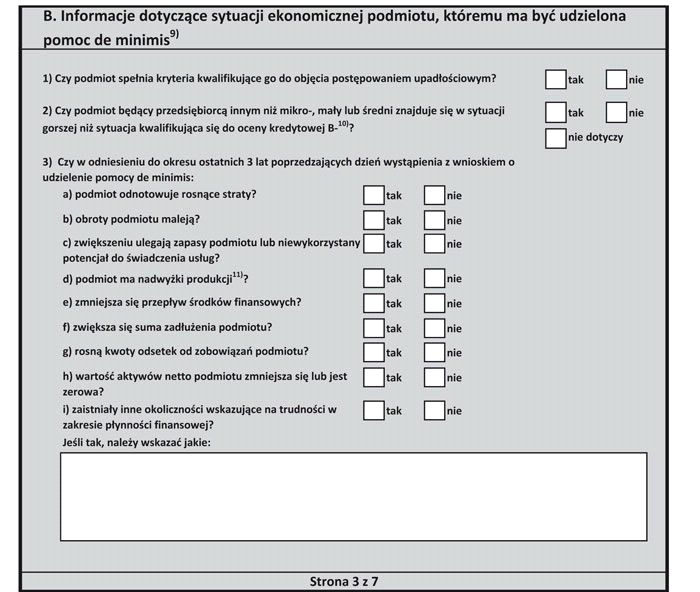 B. Informacje dotyczące sytuacji ekonomicznej podmiotu, któremu ma być udzielona
pomoc de minimis9)
1) Czy podmiot spełnia kryteria kwalifikujące go do objęcia postępowaniem upadłościowym? tak nie
2) Czy podmiot będący przedsiębiorcą innym niż mikro-, mały lub średni znajduje się w sytuacji tak nie
gorszej niż sytuacja kwalifikująca się do oceny kredytowej B-10)?
nie dotyczy
3) Czy w odniesieniu do okresu ostatnich 3 lat poprzedzających dzień wystąpienia z wnioskiem o
udzielenie pomocy de minimis:
a) podmiot odnotowuje rosnące straty? tak nie
b) obroty podmiotu maleją? tak nie
c) zwiększeniu ulegają zapasy podmiotu lub niewykorzystany tak nie
potencjał do świadczenia usług?
d) podmiot ma nadwyżki produkcji11)? tak nie
e) zmniejsza się przepływ środków finansowych? tak nie
f) zwiększa się suma zadłużenia podmiotu? tak nie
g) rosną kwoty odsetek od zobowiązań podmiotu? tak nie
h) wartość aktywów netto podmiotu zmniejsza się lub jest tak nie
zerowa?
i) zaistniały inne okoliczności wskazujące na trudności w tak nie
zakresie płynności finansowej?
Jeśli tak, należy wskazać jakie:
Strona 3 z 7